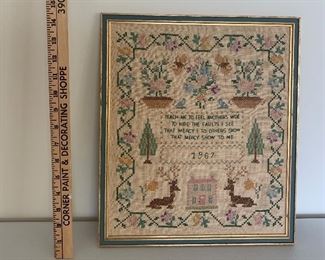 CORNER PAINT & DECORATING SHOPPE
390
TEACH ME TO FEEL ANOTHERS WOE
TO HIDE THE FAULTS I SEE
THAT MERCY I TO OTHERS SHOW
THAT MERCY SHOW TO ME
1967